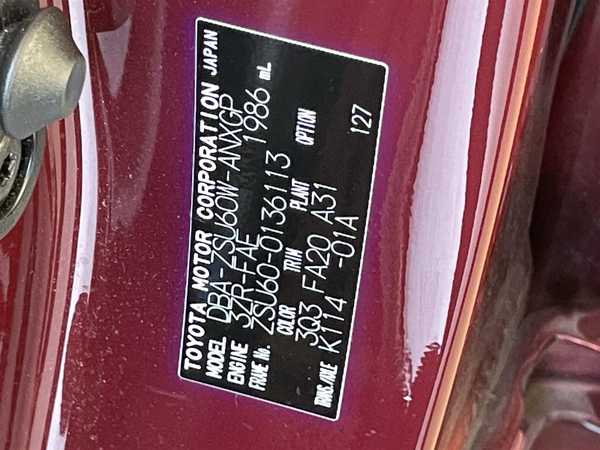 TOYOTA MOTOR CORPORATION JAPAN
MODEL DBA-ZSU60W-ANXGP
ENGINE 3ZR-FAE 1986 mL
FRAME No. ZSU60-0136113
COLOR TRIM PLANT OPTION
3Q3 FA20 A31 127
TRANS./AXLE K114 -01A